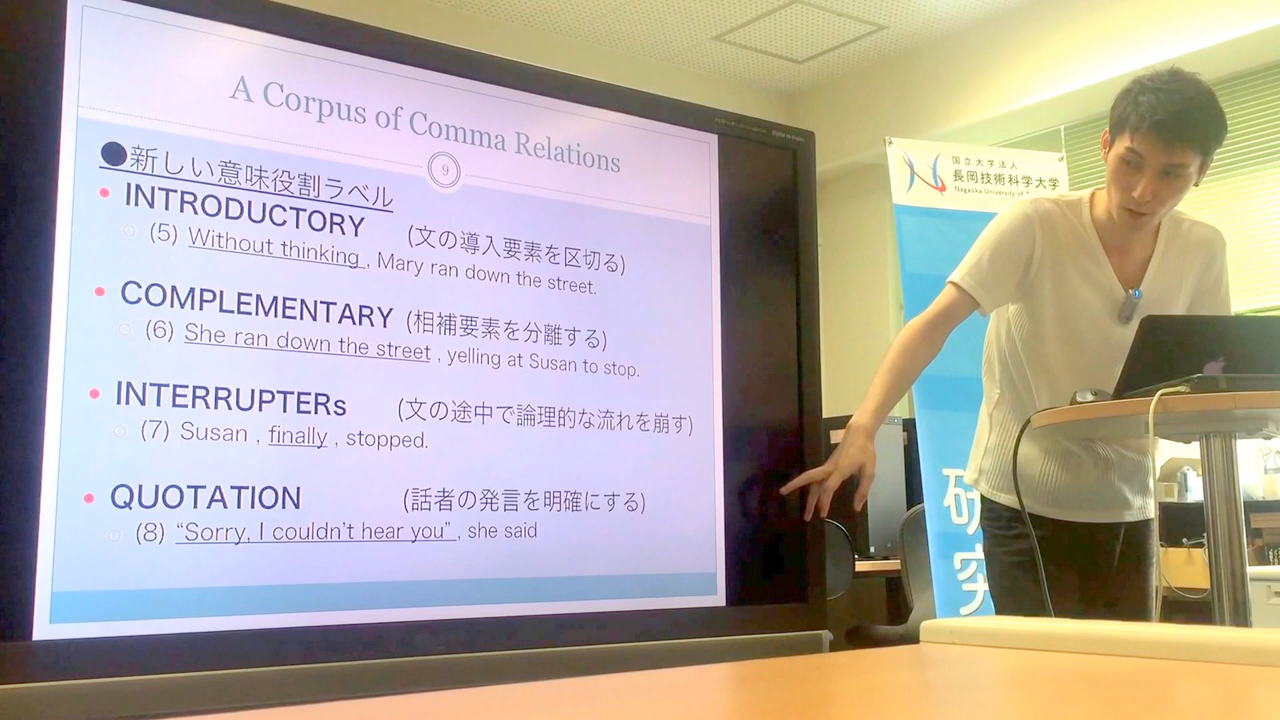 A Corpus of Comma Relations
9
●新しい意味役割ラベル
• INTRODUCTORY (文の導入要素を区切る)
(5) Without thinking , Mary ran down the street.
• COMPLEMENTARY (相補要素を分離する)
(6) She ran down the street , yelling at Susan to stop.
• INTERRUPTERs (文の途中で論理的な流れを崩す)
(7) Susan , finally , stopped.
• QUOTATION (話者の発言を明確にする)
(8) “Sorry, I couldn’t hear you” , she said
国立大学法人
長岡技術科学大学
Nagaoka University of
研究